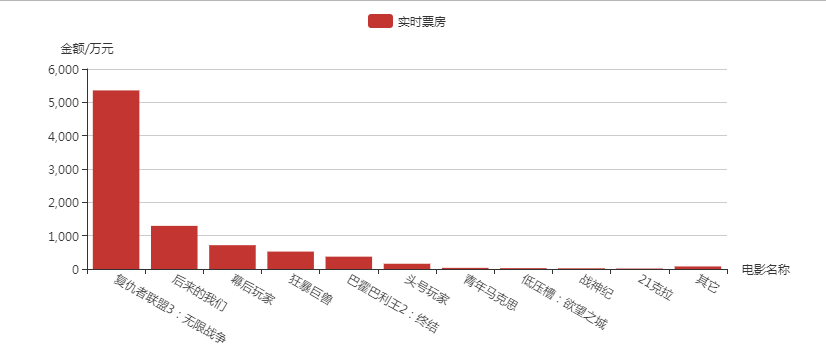 实时票房
金额/万元
6,000
5,000
4,000
3,000
2,000
1,000
0
复仇者联盟3：无限战争
后来的我们
幕后玩家
狂暴巨兽
巴霍巴利王2：终结
头号玩家
青年马克思
低压槽：欲望之城
战神纪
21克拉
其它
电影名称